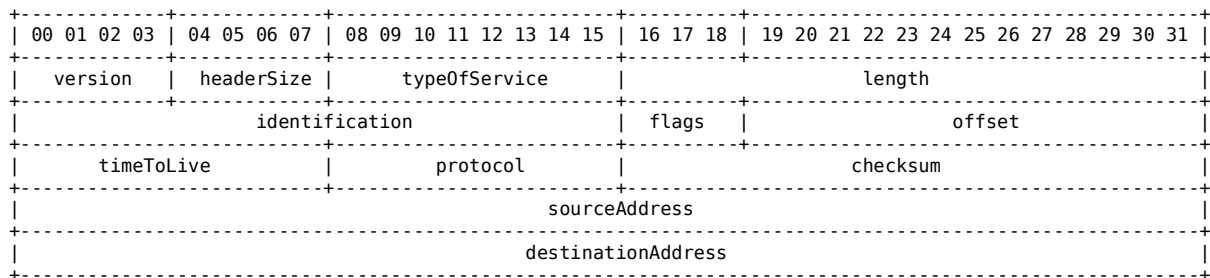 00 01 02 03 | 04 05 06 07 | 08 09 10 11 12 13 14 15 | 16 17 18 | 19 20 21 22 23 24 25 26 27 28 29 30 31
version | headerSize | typeOfService | length
identification | flags | offset
timeToLive | protocol | checksum
sourceAddress
destinationAddress